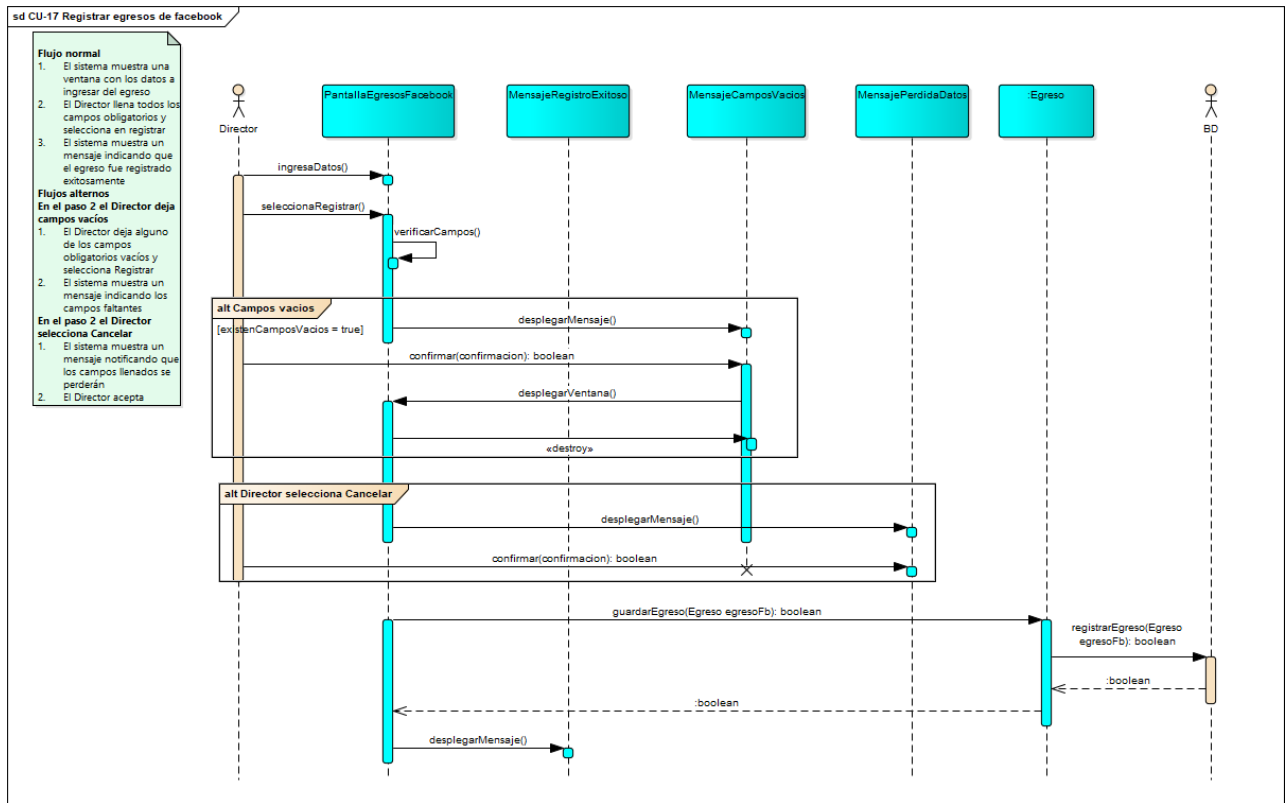 sd CU-17 Registrar egresos de facebook
Flujo normal
1. El sistema muestra una
ventana con los datos a
ingresar del egreso
2. El Director llena todos los
campos obligatorios y
selecciona en registrar
3. El sistema muestra un
mensaje indicando que
el egreso fue registrado
exitosamente
Flujos alternos
En el paso 2 el Director deja
campos vacíos
1. El Director deja alguno
de los campos
obligatorios vacíos y
selecciona Registrar
2. El sistema muestra un
mensaje indicando los
campos faltantes
En el paso 2 el Director
selecciona Cancelar
1. El sistema muestra un
mensaje notificando que
los campos llenados se
perderán
2. El Director acepta
Director
PantallaEgresosFacebook
MensajeRegistroExitoso
MensajeCamposVacios
MensajePerdidaDatos
:Egreso
BD
ingresaDatos()
seleccionaRegistrar()
verificarCampos()
alt Campos vacios
[existenCamposVacios = true]
desplegarMensaje()
confirmar(confirmacion): boolean
desplegarVentana()
«destroy»
alt Director selecciona Cancelar
desplegarMensaje()
confirmar(confirmacion): boolean
guardarEgreso(Egreso egresoFb): boolean
registrarEgreso(Egreso
egresoFb): boolean
:boolean
:boolean
desplegarMensaje()